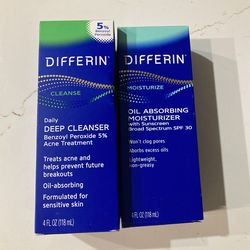 5%
Benzoyl
Peroxide
DIFFERIN
CLEANSE
Daily
DEEP CLEANSER
Benzoyl Peroxide 5%
Acne Treatment
Treats acne and
helps prevent future
breakouts
Oil-absorbing
Formulated for
sensitive skin
4 FL OZ (118 mL)
DIFFERIN
MOISTURIZE
OIL ABSORBING
MOISTURIZER
with Sunscreen
Broad Spectrum SPF 30
Won't clog pores
Absorbs excess oils
Lightweight,
non-greasy
4 FL OZ (118 mL)